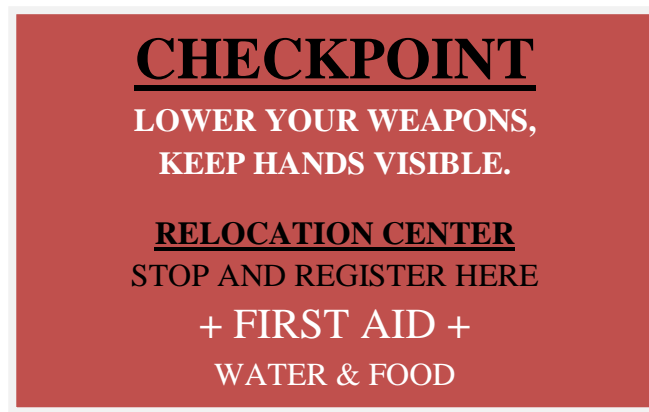 CHECKPOINT
LOWER YOUR WEAPONS,
KEEP HANDS VISIBLE.
RELOCATION CENTER
STOP AND REGISTER HERE
+ FIRST AID +
WATER & FOOD